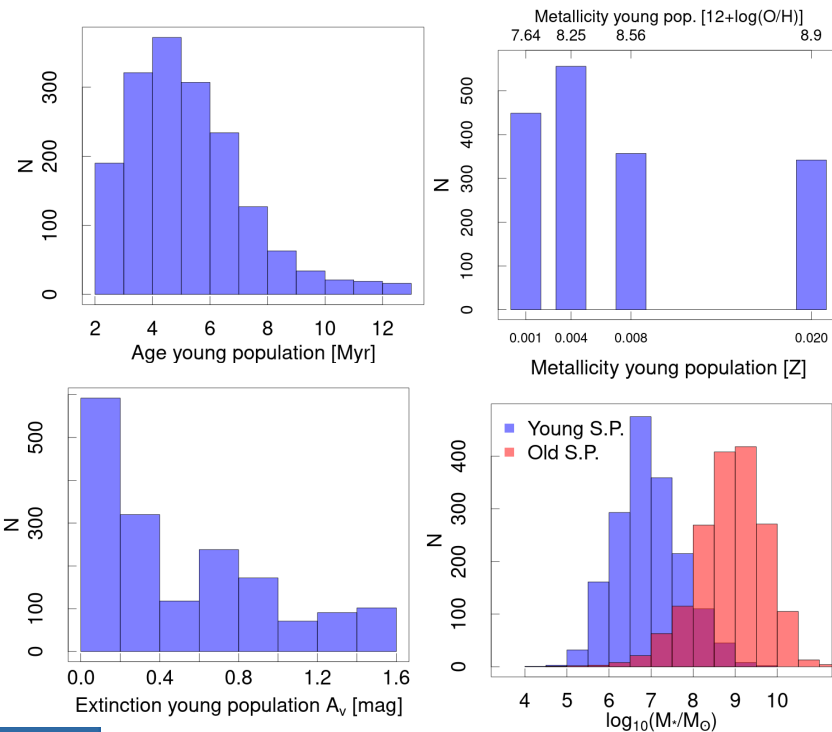 N
0 100 200 300
2 4 6 8 10 12
Age young population [Myr]
Metallicity young pop. [12+log(O/H)]
7.64 8.25 8.56 8.9
N
0 100 200 300 400 500
0.001 0.004 0.008 0.020
Metallicity young population [Z]
N
0 100 300 500
0.0 0.4 0.8 1.2 1.6
Extinction young population Aᵥ [mag]
Young S.P.
Old S.P.
N
0 100 200 300 400
4 5 6 7 8 9 10
log₁₀(M⋆/M⊙)